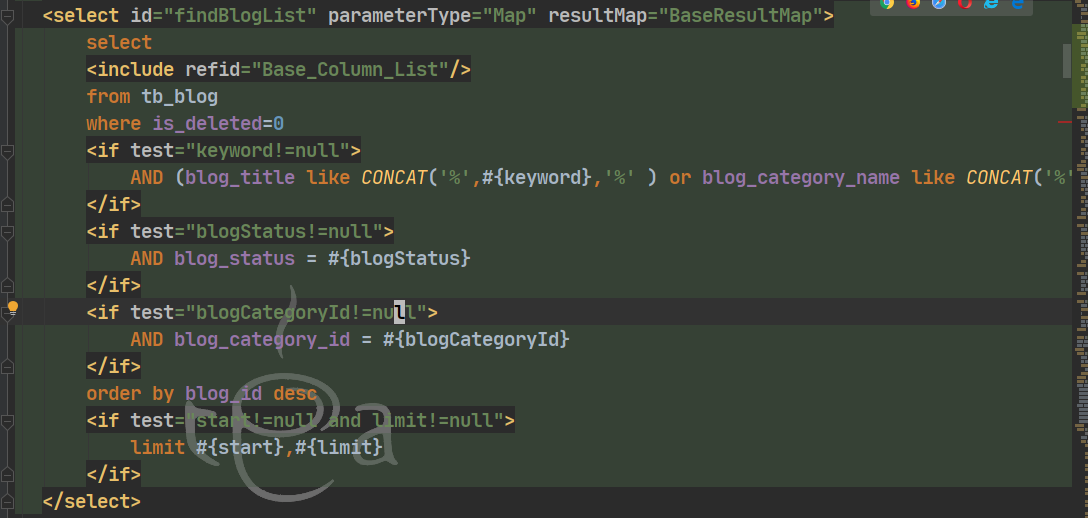 <select id="findBlogList" parameterType="Map" resultMap="BaseResultMap">
select
<include refid="Base_Column_List"/>
from tb_blog
where is_deleted=0
<if test="keyword!=null">
AND (blog_title like CONCAT('%',#{keyword},'%' ) or blog_category_name like CONCAT('%'
</if>
<if test="blogStatus!=null">
AND blog_status = #{blogStatus}
</if>
<if test="blogCategoryId!=null">
AND blog_category_id = #{blogCategoryId}
</if>
order by blog_id desc
<if test="start!=null and limit!=null">
limit #{start},#{limit}
</if>
</select>